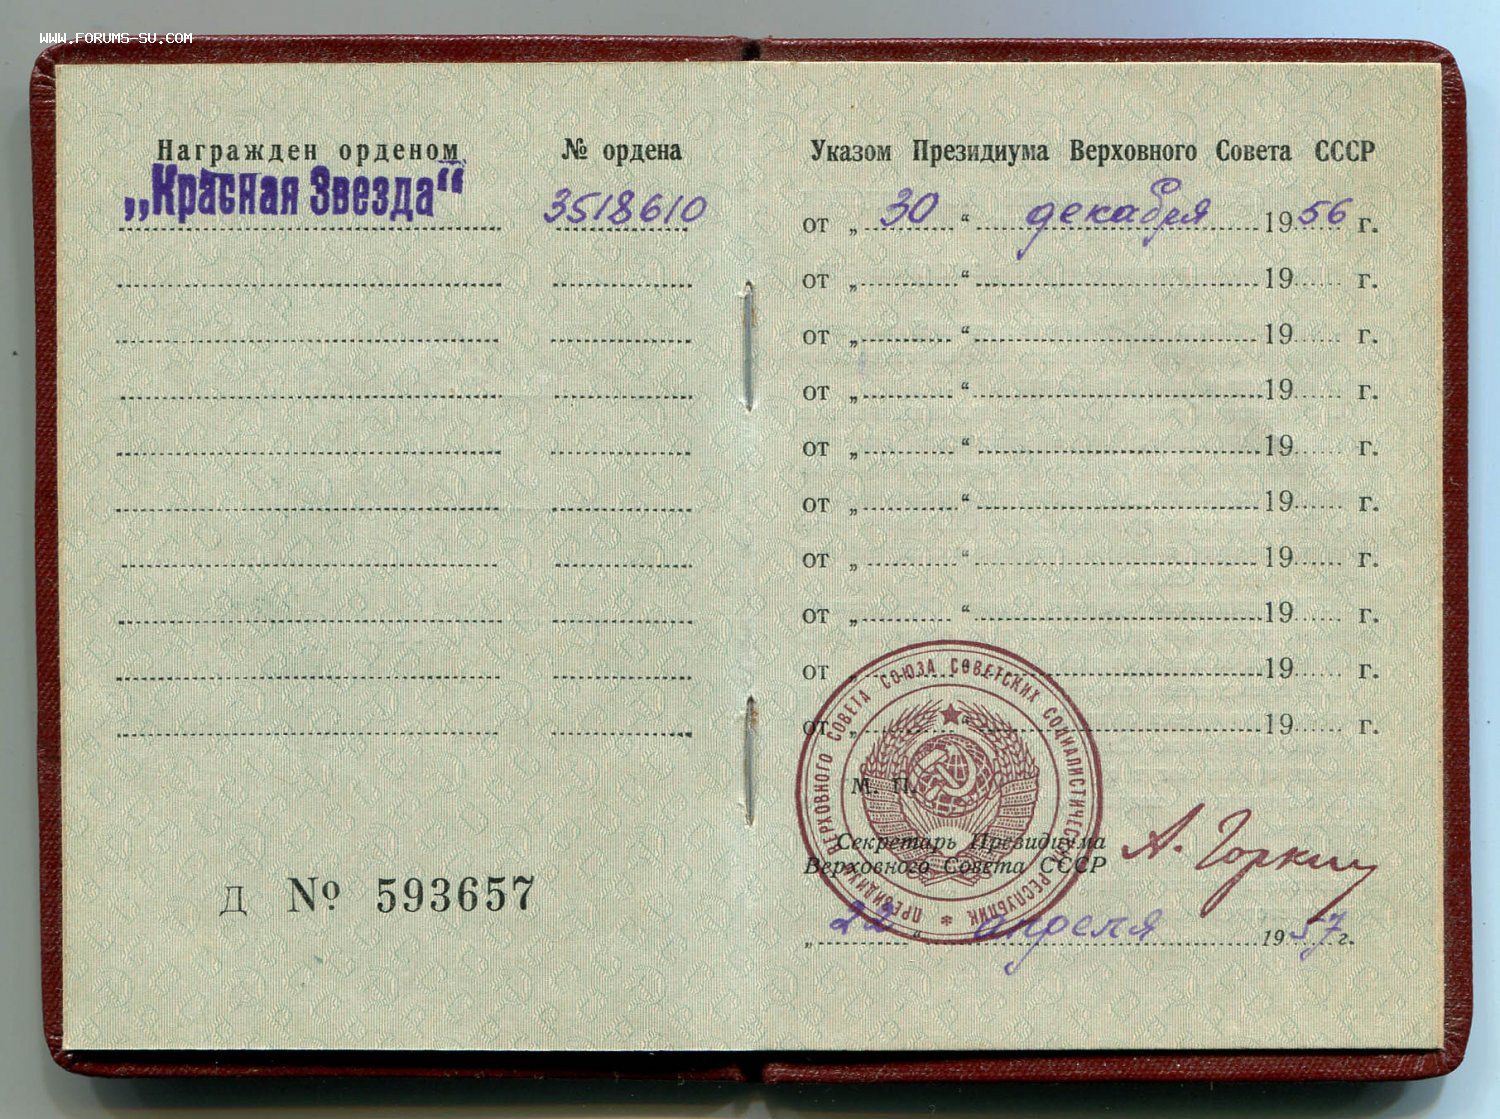 WWW.FORUMS-SU.COM
Награжден орденом
№ ордена
„Красная Звезда“
3518610
Указом Президиума Верховного Совета СССР
от „ 30 “ декабря 1956 г.
от „ “ 19 г.
от „ “ 19 г.
от „ “ 19 г.
от „ “ 19 г.
от „ “ 19 г.
от „ “ 19 г.
от „ “ 19 г.
от „ “ 19 г.
от „ “ 19 г.
ПРЕЗИДИУМ ВЕРХОВНОГО СОВЕТА СОЮЗА СОВЕТСКИХ СОЦИАЛИСТИЧЕСКИХ РЕСПУБЛИК
М. П.
Секретарь Президиума
Верховного Совета СССР
А. Горкин
„ 22 “ апреля 1957 г.
Д № 593657